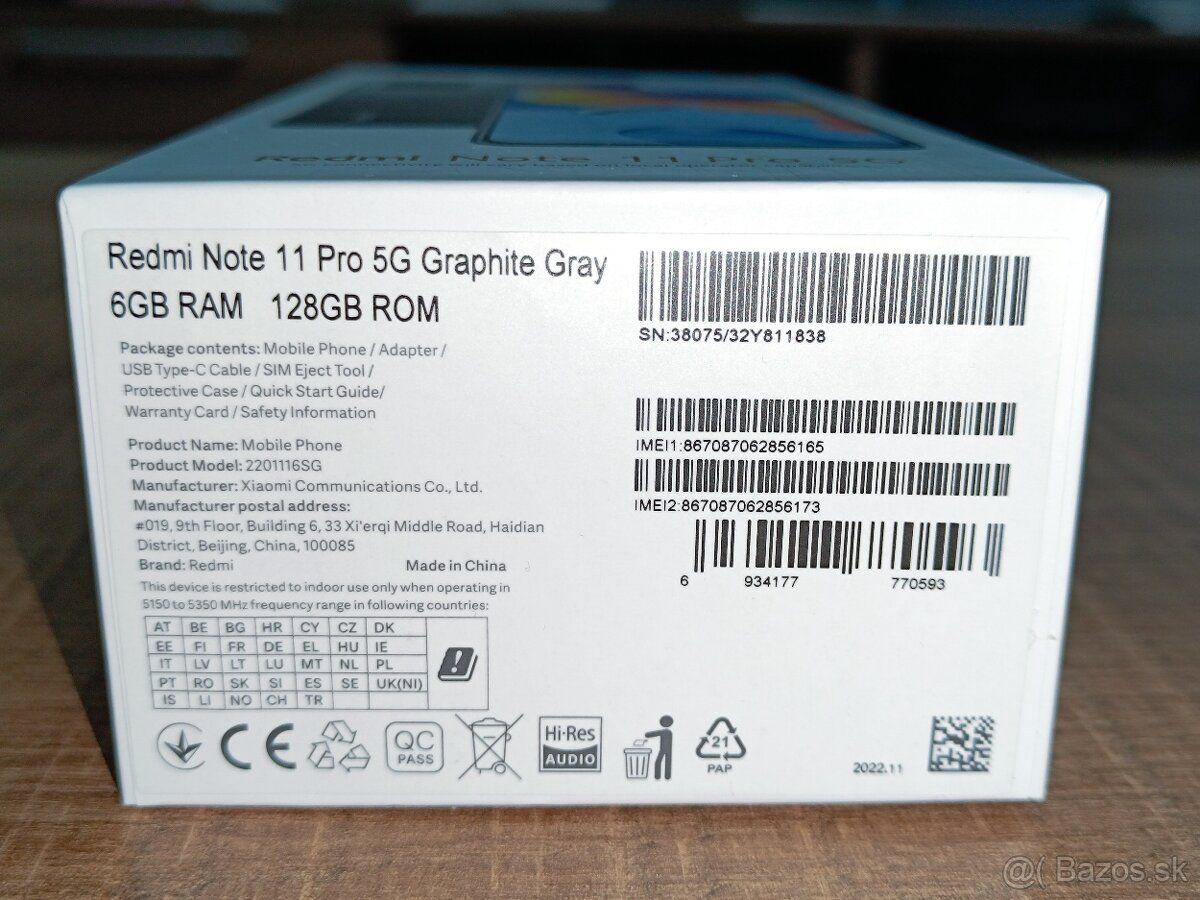 Redmi Note 11 Pro 5G
Redmi Note 11 Pro 5G Graphite Gray
6GB RAM 128GB ROM
Package contents: Mobile Phone / Adapter /
USB Type-C Cable / SIM Eject Tool /
Protective Case / Quick Start Guide/
Warranty Card / Safety Information
Product Name: Mobile Phone
Product Model: 2201116SG
Manufacturer: Xiaomi Communications Co., Ltd.
Manufacturer postal address:
#019, 9th Floor, Building 6, 33 Xi'erqi Middle Road, Haidian
District, Beijing, China, 100085
Brand: Redmi Made in China
This device is restricted to indoor use only when operating in
5150 to 5350 MHz frequency range in following countries:
AT BE BG HR CY CZ DK
EE FI FR DE EL HU IE
IT LV LT LU MT NL PL
PT RO SK SI ES SE UK(NI)
IS LI NO CH TR
SN:38075/32Y811838
IMEI1:867087062856165
IMEI2:867087062856173
6 934177 770593
CE
QC
PASS
Hi-Res
AUDIO
21
PAP
2022.11
@( Bazos.sk